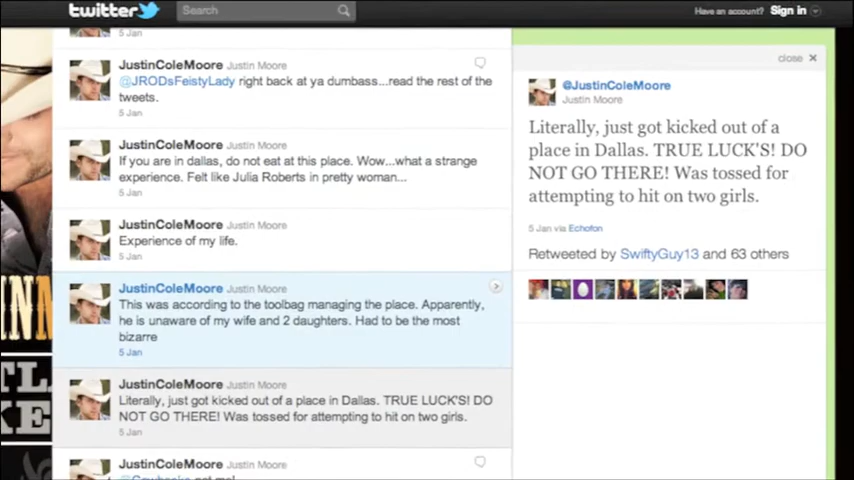 twitter
Search
Have an account? Sign in
5 Jan
JustinColeMoore Justin Moore
@JRODsFeistyLady right back at ya dumbass...read the rest of the
tweets.
5 Jan
JustinColeMoore Justin Moore
If you are in dallas, do not eat at this place. Wow...what a strange
experience. Felt like Julia Roberts in pretty woman...
5 Jan
JustinColeMoore Justin Moore
Experience of my life.
5 Jan
JustinColeMoore Justin Moore
This was according to the toolbag managing the place. Apparently,
he is unaware of my wife and 2 daughters. Had to be the most
bizarre
5 Jan
JustinColeMoore Justin Moore
Literally, just got kicked out of a place in Dallas. TRUE LUCK'S! DO
NOT GO THERE! Was tossed for attempting to hit on two girls.
5 Jan
JustinColeMoore Justin Moore
close x
@JustinColeMoore
Justin Moore
Literally, just got kicked out of a
place in Dallas. TRUE LUCK'S! DO
NOT GO THERE! Was tossed for
attempting to hit on two girls.
5 Jan via Echofon
Retweeted by SwiftyGuy13 and 63 others